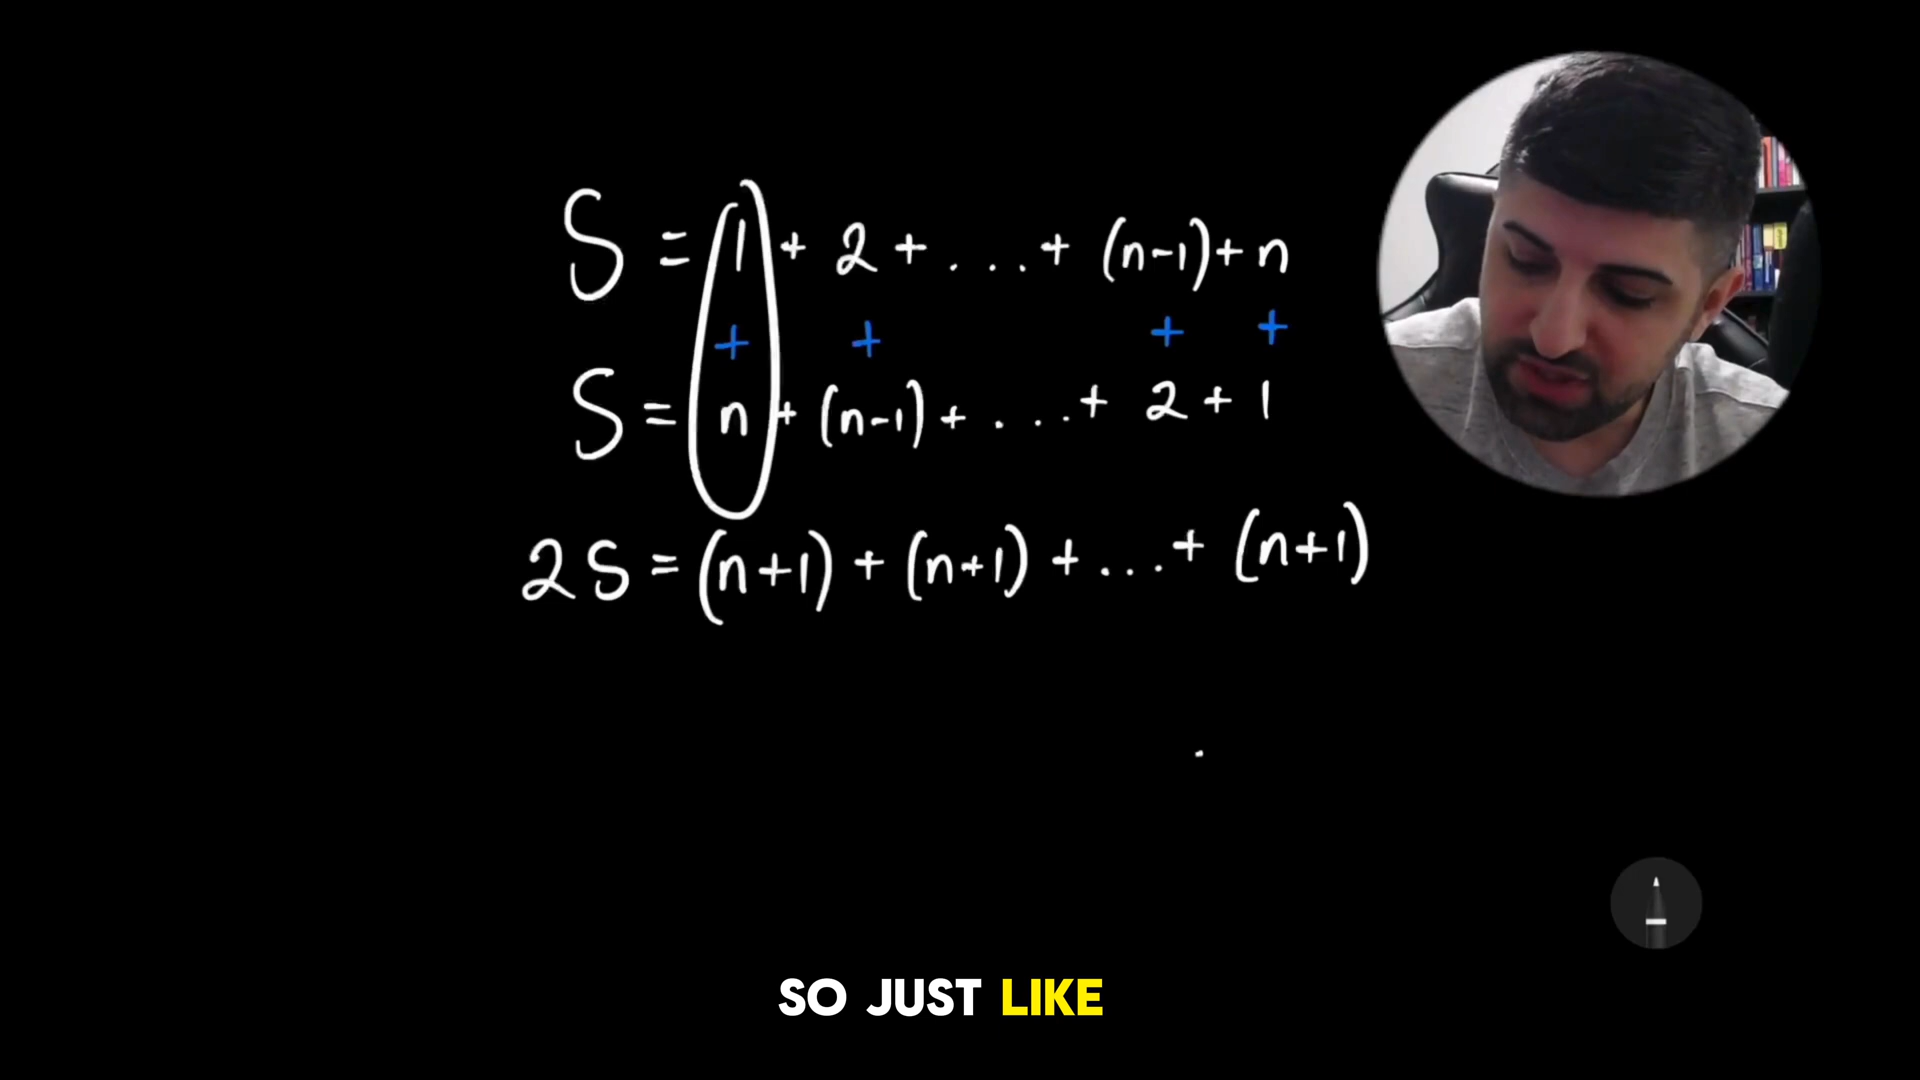 S = 1 + 2 + ... + (n-1) + n
+ + + +
S = n + (n-1) + ... + 2 + 1
2S = (n+1) + (n+1) + ... + (n+1)
SO JUST LIKE